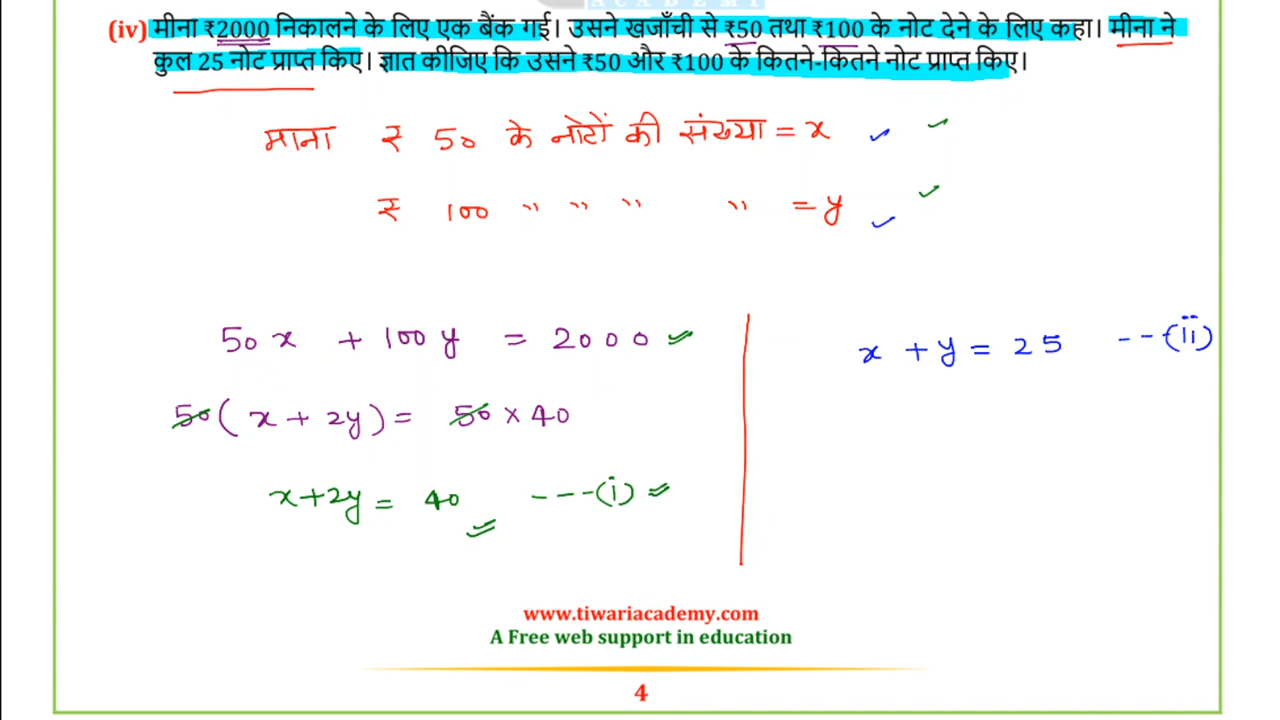 ACADEMY
(iv) मीना ₹2000 निकालने के लिए एक बैंक गई। उसने खजाँची से ₹50 तथा ₹100 के नोट देने के लिए कहा। मीना ने
कुल 25 नोट प्राप्त किए। ज्ञात कीजिए कि उसने ₹50 और ₹100 के कितने-कितने नोट प्राप्त किए।
माना ₹ 50 के नोटों की संख्या = x
₹ 100 " " " " = y
50x + 100y = 2000
x + y = 25 --(ii)
50(x + 2y) = 50 × 40
x+2y = 40 ---(i)
www.tiwariacademy.com
A Free web support in education
4